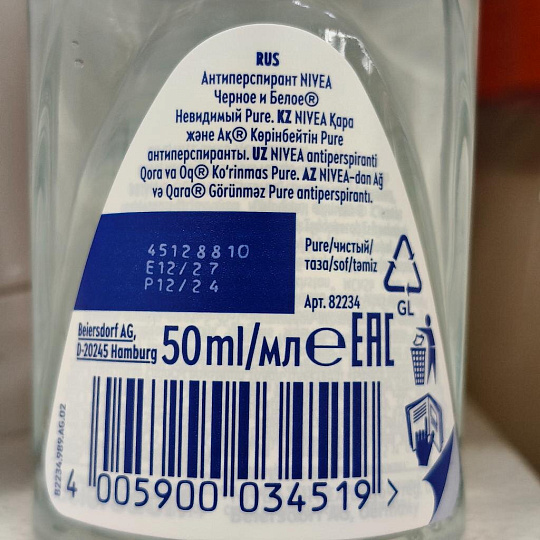 RUS
Антиперспирант NIVEA
Черное и Белое®
Невидимый Pure. KZ NIVEA Қара
және Ақ® Көрінбейтін Pure
антиперспиранты. UZ NIVEA antiperspiranti
Qora va Oq® Ko‘rinmas Pure. AZ NIVEA-dan Ağ
və Qara® Görünməz Pure antiperspirantı.
45128810
E12/27
P12/24
Pure/чистый/
таза/sof/təmiz
Арт. 82234
GL
Beiersdorf AG,
D-20245 Hamburg
50ml/мл℮ EAC
82234.989.AG.02
4 005900 034519 >